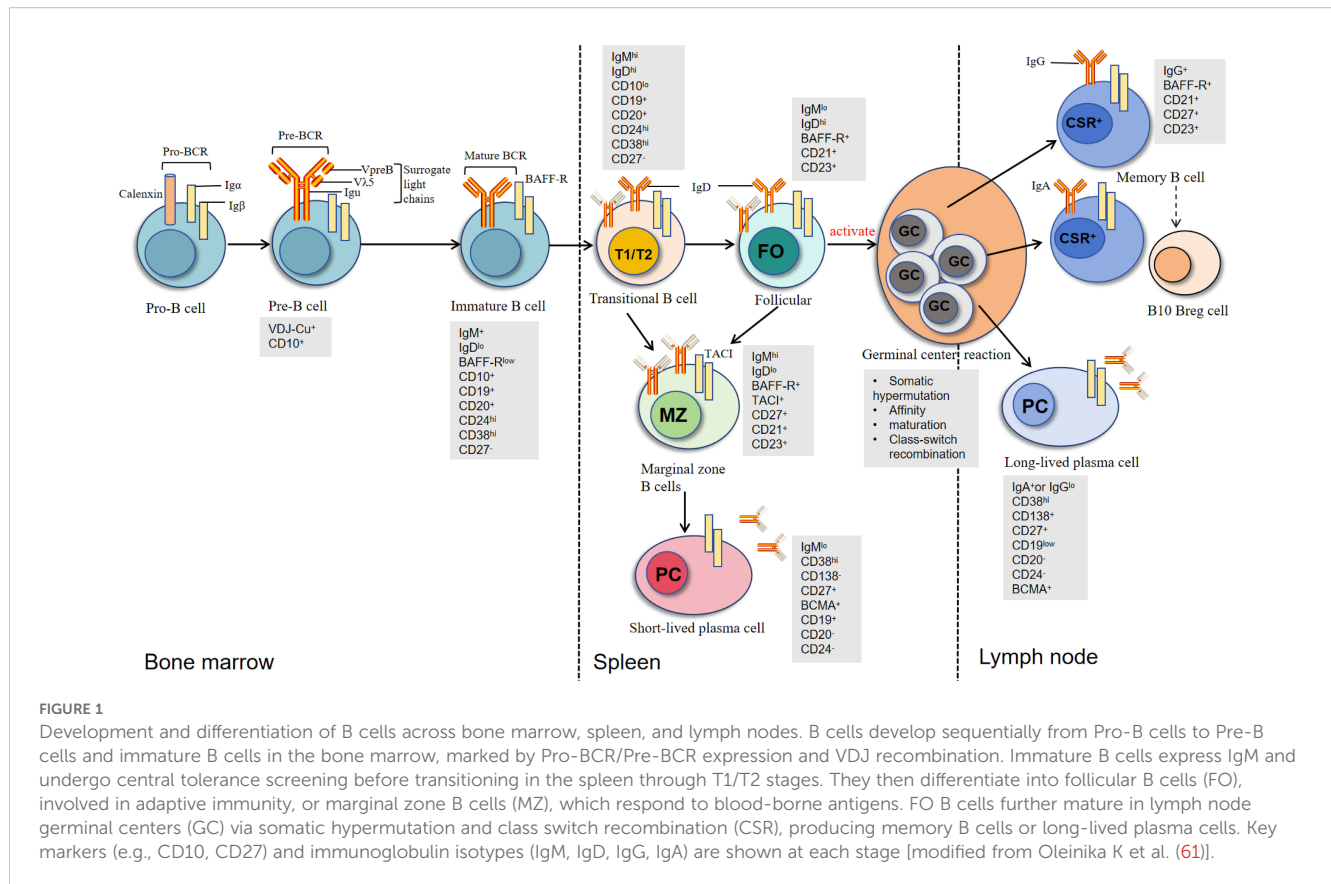 Pro-BCR
Calenxin
Igα
Igβ
Pro-B cell
Pre-BCR
VpreB
Vλ5
Igu
Surrogate
light
chains
Pre-B cell
VDJ-Cu⁺
CD10⁺
Mature BCR
BAFF-R
Immature B cell
IgM⁺
IgDˡᵒ
BAFF-Rˡᵒʷ
CD10⁺
CD19⁺
CD20⁺
CD24ʰⁱ
CD38ʰⁱ
CD27⁻
Bone marrow
IgMʰⁱ
IgDʰⁱ
CD10ˡᵒ
CD19⁺
CD20⁺
CD24ʰⁱ
CD38ʰⁱ
CD27⁻
IgD
T1/T2
Transitional B cell
IgMˡᵒ
IgDʰⁱ
BAFF-R⁺
CD21⁺
CD23⁺
FO
Follicular
activate
TACI
MZ
Marginal zone
B cells
IgMʰⁱ
IgDˡᵒ
BAFF-R⁺
TACI⁺
CD27⁺
CD21⁺
CD23⁺
PC
Short-lived plasma cell
IgMˡᵒ
CD38ʰⁱ
CD138⁻
CD27⁺
BCMA⁺
CD19⁺
CD20⁻
CD24⁻
Spleen
GC
GC
GC
GC
Germinal center reaction
• Somatic
hypermutation
• Affinity
• maturation
• Class-switch
recombination
IgG
CSR⁺
IgG⁺
BAFF-R⁺
CD21⁺
CD27⁺
CD23⁺
Memory B cell
IgA
CSR⁺
B10 Breg cell
PC
Long-lived plasma cell
IgA⁺or IgGˡᵒ
CD38ʰⁱ
CD138⁺
CD27⁺
CD19ˡᵒʷ
CD20⁻
CD24⁻
BCMA⁺
Lymph node
FIGURE 1
Development and differentiation of B cells across bone marrow, spleen, and lymph nodes. B cells develop sequentially from Pro-B cells to Pre-B
cells and immature B cells in the bone marrow, marked by Pro-BCR/Pre-BCR expression and VDJ recombination. Immature B cells express IgM and
undergo central tolerance screening before transitioning in the spleen through T1/T2 stages. They then differentiate into follicular B cells (FO),
involved in adaptive immunity, or marginal zone B cells (MZ), which respond to blood-borne antigens. FO B cells further mature in lymph node
germinal centers (GC) via somatic hypermutation and class switch recombination (CSR), producing memory B cells or long-lived plasma cells. Key
markers (e.g., CD10, CD27) and immunoglobulin isotypes (IgM, IgD, IgG, IgA) are shown at each stage [modified from Oleinika K et al. (61)].